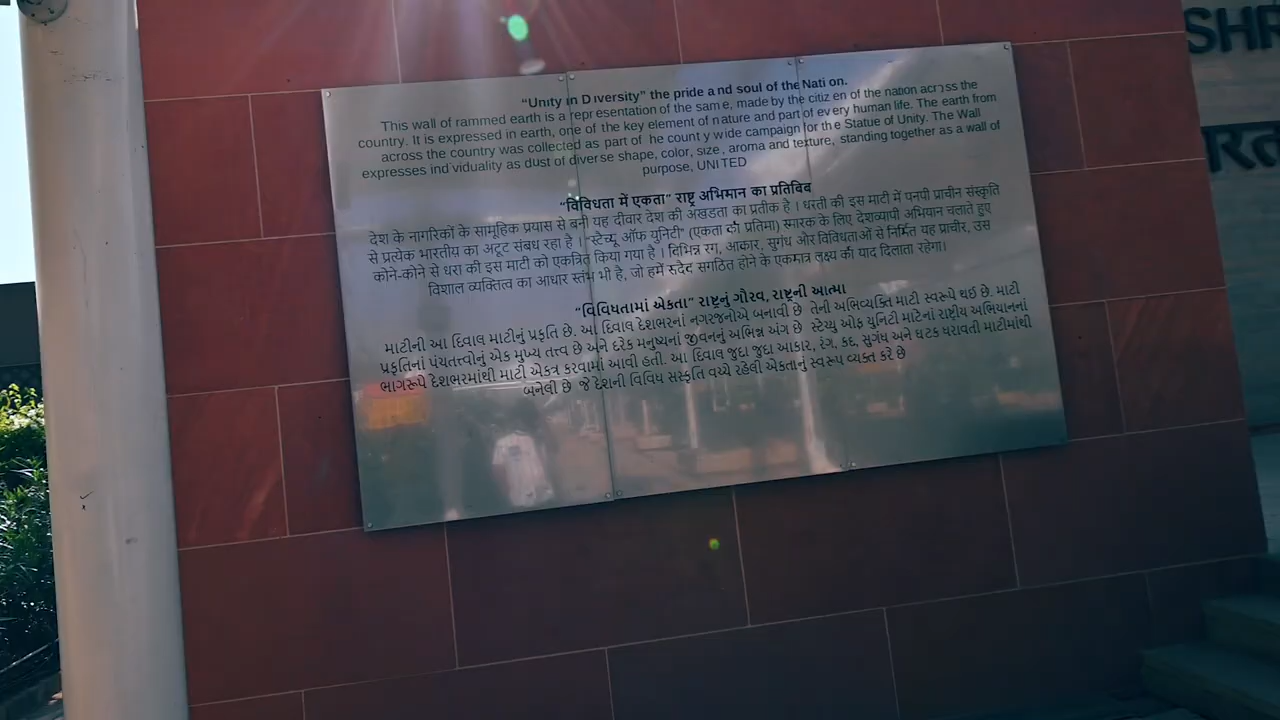 "Unity in Diversity" the pride and soul of the Nation.
This wall of rammed earth is a representation of the same, made by the citizen of the nation across the
country. It is expressed in earth, one of the key element of nature and part of every human life. The earth from
across the country was collected as part of he county wide campaign for the Statue of Unity. The Wall
expresses individuality as dust of diverse shape, color, size, aroma and texture, standing together as a wall of
purpose, UNITED
"विविधता में एकता" राष्ट्र अभिमान का प्रतिविब
देश के नागरिकों के सामूहिक प्रयास से बनी यह दीवार देश की अखडता का प्रतीक है । धरती की इस माटी में पनपी प्राचीन संस्कृति
से प्रत्येक भारतीय का अटूट संबध रहा है । "स्टेच्यू ऑफ युनिटी" (एकता की प्रतिमा) स्मारक के लिए देशव्यापी अभियान चलाते हुए
कोने-कोने से धरा की इस माटी को एकत्रित किया गया है । विभिन्न रग, आकार, सुगंध और विविधताओं से निर्मित यह प्राचीर, उस
विशाल व्यक्तित्व का आधार स्तंभ भी है, जो हमें सगठित होने के एकमात्र लक्ष्य की याद दिलाता रहेगा।
"વિવિધતામાં એકતા" રાષ્ટ્રનું ગૌરવ, રાષ્ટ્રની આત્મા
માટીની આ દિવાલ માટીનું પ્રકૃતિ છે. આ દિવાલ દેશભરનાં નગરજનોએ બનાવી છે તેની અભિવ્યક્તિ માટી સ્વરૂપે થઈ છે. માટી
પ્રકૃતિનાં પંચતત્ત્વોનું એક મુખ્ય તત્ત્વ છે અને દરેક મનુષ્યનાં જીવનનું અભિન્ન અંગ છે સ્ટેચ્યુ ઓફ યુનિટી માટેનાં રાષ્ટ્રીય અભિયાનનાં
ભાગરૂપે દેશભરમાંથી માટી એકત્ર કરવામાં આવી હતી. આ દિવાલ જુદા જુદા આકાર, રંગ, કદ, સુગંધ અને ઘટક ધરાવતી માટીમાંથી
બનેલી છે જે દેશની વિવિધ સંસ્કૃતિ વચ્ચે રહેલી એકતાનું સ્વરૂપ વ્યક્ત કરે છે
SHR